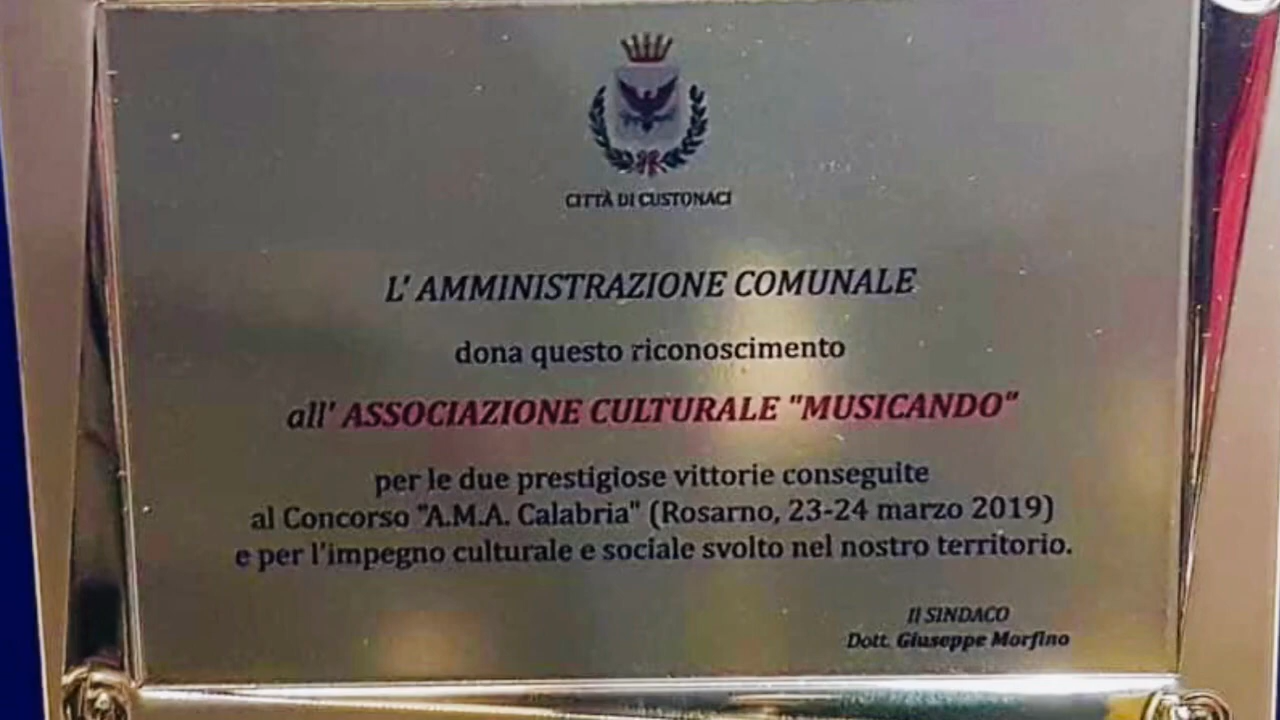 CITTÀ DI CUSTONACI
L' AMMINISTRAZIONE COMUNALE
dona questo riconoscimento
all' ASSOCIAZIONE CULTURALE "MUSICANDO"
per le due prestigiose vittorie conseguite
al Concorso "A.M.A. Calabria" (Rosarno, 23-24 marzo 2019)
e per l'impegno culturale e sociale svolto nel nostro territorio.
Il SINDACO
Dott. Giuseppe Morfino